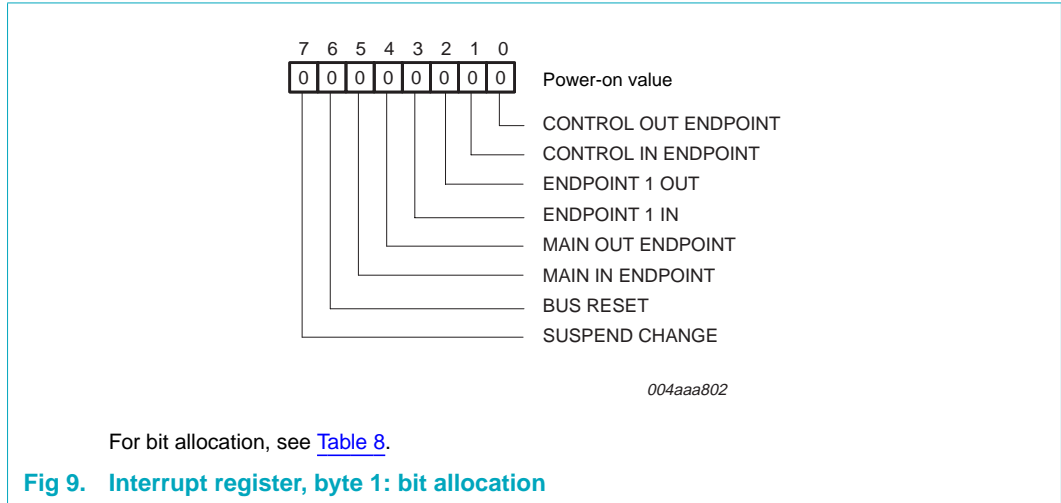 7 6 5 4 3 2 1 0
0 0 0 0 0 0 0 0 Power-on value
CONTROL OUT ENDPOINT
CONTROL IN ENDPOINT
ENDPOINT 1 OUT
ENDPOINT 1 IN
MAIN OUT ENDPOINT
MAIN IN ENDPOINT
BUS RESET
SUSPEND CHANGE
004aaa802
For bit allocation, see Table 8.
Fig 9. Interrupt register, byte 1: bit allocation